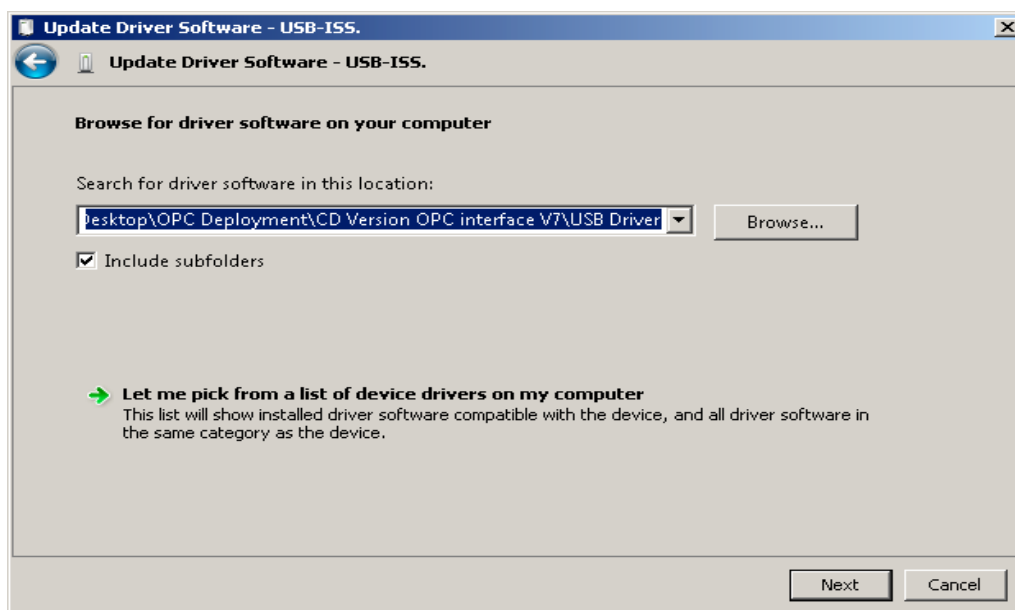 Update Driver Software - USB-ISS.
Update Driver Software - USB-ISS.
Browse for driver software on your computer
Search for driver software in this location:
Desktop\OPC Deployment\CD Version OPC interface V7\USB Driver
Browse...
Include subfolders
Let me pick from a list of device drivers on my computer
This list will show installed driver software compatible with the device, and all driver software in
the same category as the device.
Next
Cancel